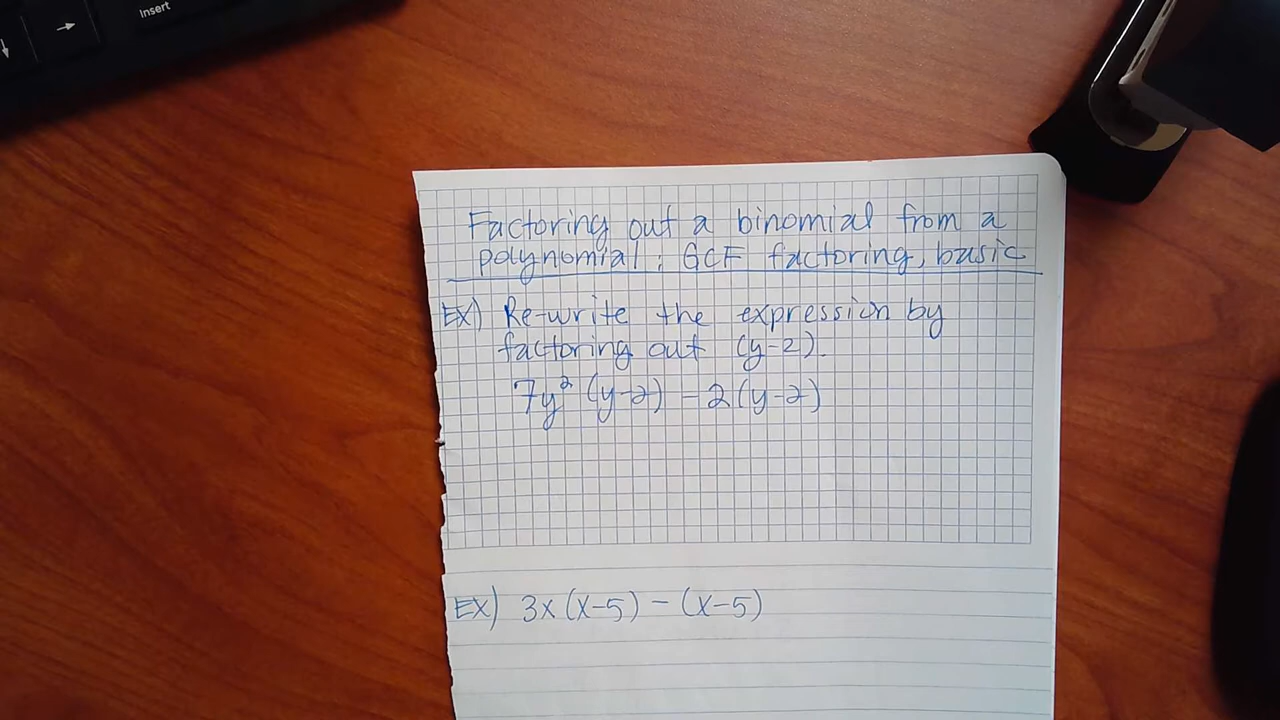 Insert
↓ →
Factoring out a binomial from a
polynomial: GCF factoring, basic
EX) Re-write the expression by
factoring out (y-2).
7y² (y-2) - 2(y-2)
EX) 3x(x-5) - (x-5)